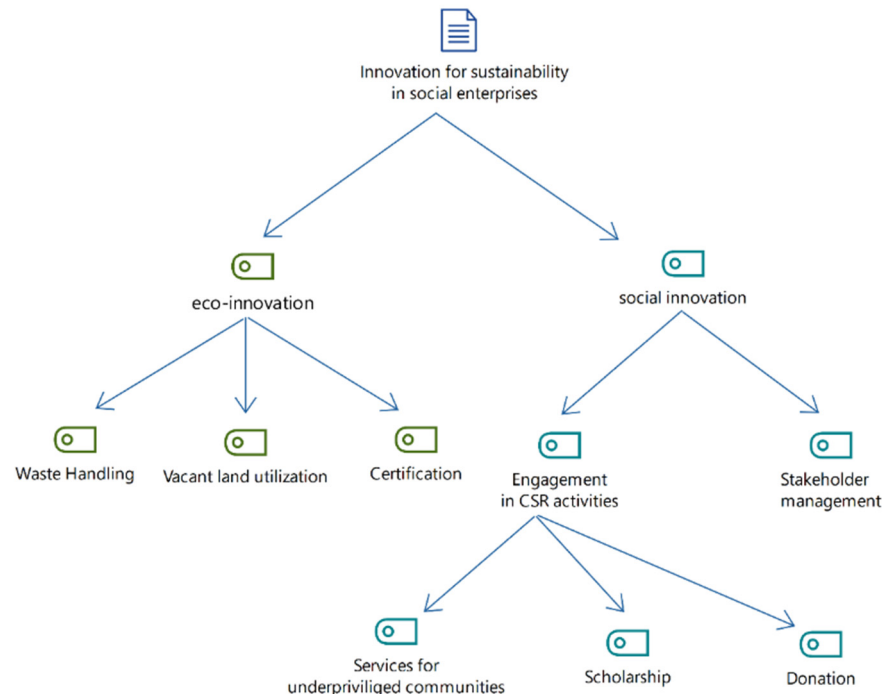 Innovation for sustainability
in social enterprises
eco-innovation
social innovation
Waste Handling
Vacant land utilization
Certification
Engagement
in CSR activities
Stakeholder
management
Services for
underpriviliged communities
Scholarship
Donation